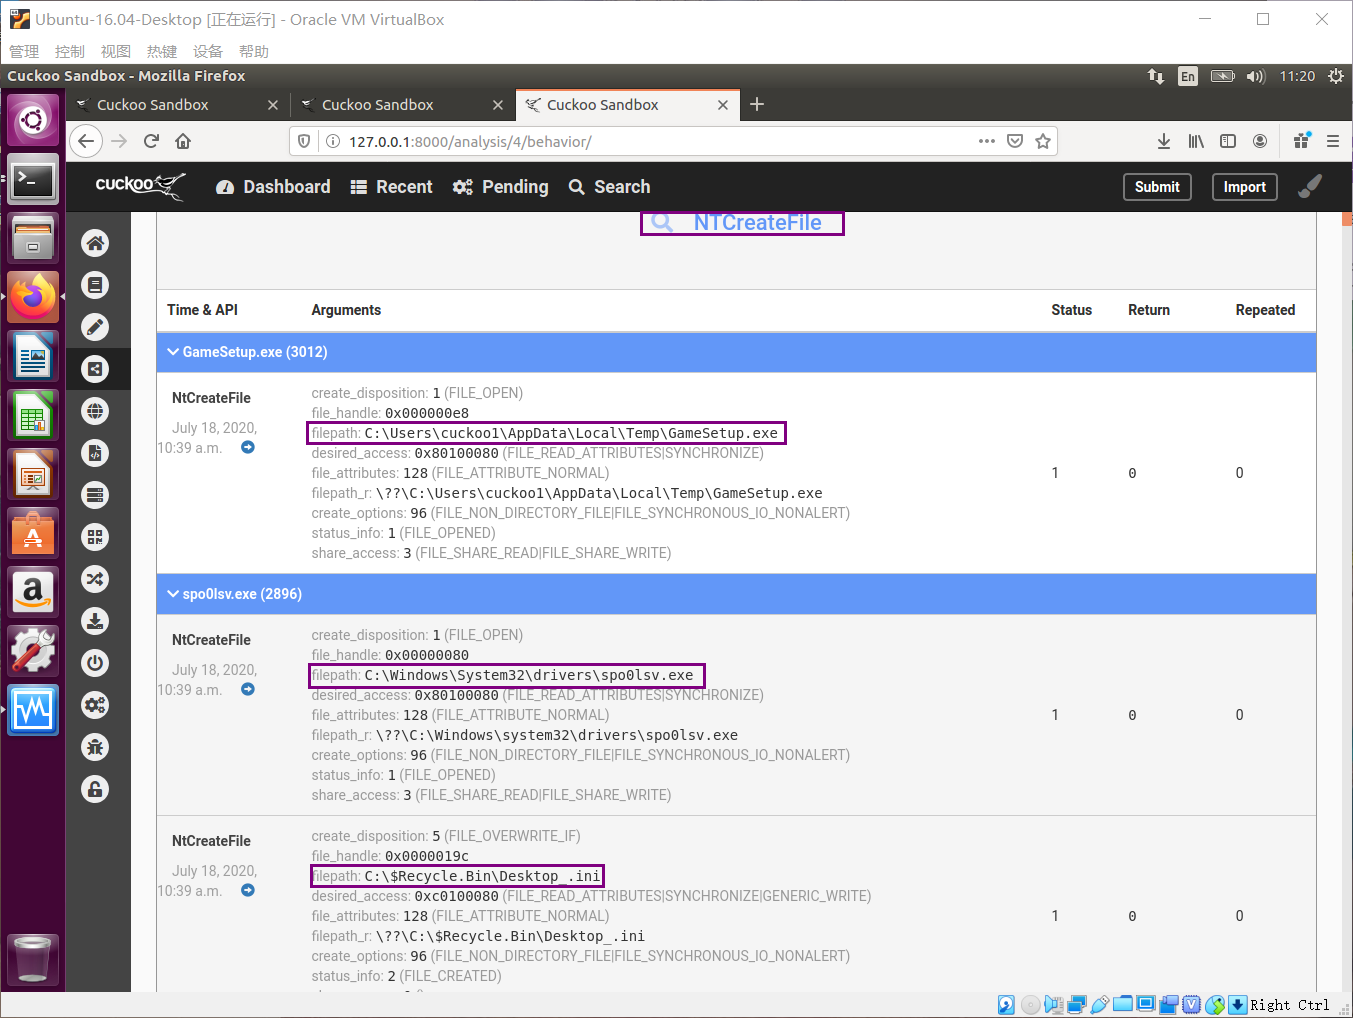 Ubuntu-16.04-Desktop [正在运行] - Oracle VM VirtualBox
管理 控制 视图 热键 设备 帮助
Cuckoo Sandbox - Mozilla Firefox
En
11:20
Cuckoo Sandbox
Cuckoo Sandbox
Cuckoo Sandbox
127.0.0.1:8000/analysis/4/behavior/
cuckoo
Dashboard
Recent
Pending
Search
Submit
Import
NTCreateFile
Time & API Arguments Status Return Repeated
GameSetup.exe (3012)
NtCreateFile
July 18, 2020,
10:39 a.m.
create_disposition: 1 (FILE_OPEN)
file_handle: 0x000000e8
filepath: C:\Users\cuckoo1\AppData\Local\Temp\GameSetup.exe
desired_access: 0x80100080 (FILE_READ_ATTRIBUTES|SYNCHRONIZE)
file_attributes: 128 (FILE_ATTRIBUTE_NORMAL)
filepath_r: \??\C:\Users\cuckoo1\AppData\Local\Temp\GameSetup.exe
create_options: 96 (FILE_NON_DIRECTORY_FILE|FILE_SYNCHRONOUS_IO_NONALERT)
status_info: 1 (FILE_OPENED)
share_access: 3 (FILE_SHARE_READ|FILE_SHARE_WRITE)
1 0 0
spo0lsv.exe (2896)
NtCreateFile
July 18, 2020,
10:39 a.m.
create_disposition: 1 (FILE_OPEN)
file_handle: 0x00000080
filepath: C:\Windows\System32\drivers\spo0lsv.exe
desired_access: 0x80100080 (FILE_READ_ATTRIBUTES|SYNCHRONIZE)
file_attributes: 128 (FILE_ATTRIBUTE_NORMAL)
filepath_r: \??\C:\Windows\system32\drivers\spo0lsv.exe
create_options: 96 (FILE_NON_DIRECTORY_FILE|FILE_SYNCHRONOUS_IO_NONALERT)
status_info: 1 (FILE_OPENED)
share_access: 3 (FILE_SHARE_READ|FILE_SHARE_WRITE)
1 0 0
NtCreateFile
July 18, 2020,
10:39 a.m.
create_disposition: 5 (FILE_OVERWRITE_IF)
file_handle: 0x0000019c
filepath: C:\$Recycle.Bin\Desktop_.ini
desired_access: 0xc0100080 (FILE_READ_ATTRIBUTES|SYNCHRONIZE|GENERIC_WRITE)
file_attributes: 128 (FILE_ATTRIBUTE_NORMAL)
filepath_r: \??\C:\$Recycle.Bin\Desktop_.ini
create_options: 96 (FILE_NON_DIRECTORY_FILE|FILE_SYNCHRONOUS_IO_NONALERT)
status_info: 2 (FILE_CREATED)
1 0 0
Right Ctrl